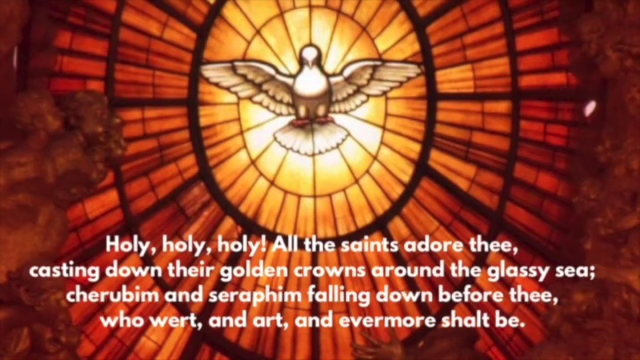 Holy, holy, holy! All the saints adore thee,
casting down their golden crowns around the glassy sea;
cherubim and seraphim falling down before thee,
who wert, and art, and evermore shalt be.